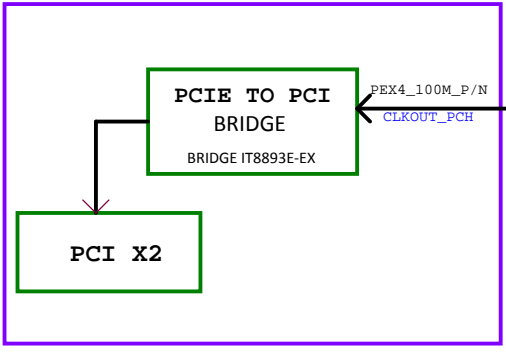 PCIE TO PCI
BRIDGE
BRIDGE IT8893E-EX
PEX4_100M_P/N
CLKOUT_PCH
PCI X2